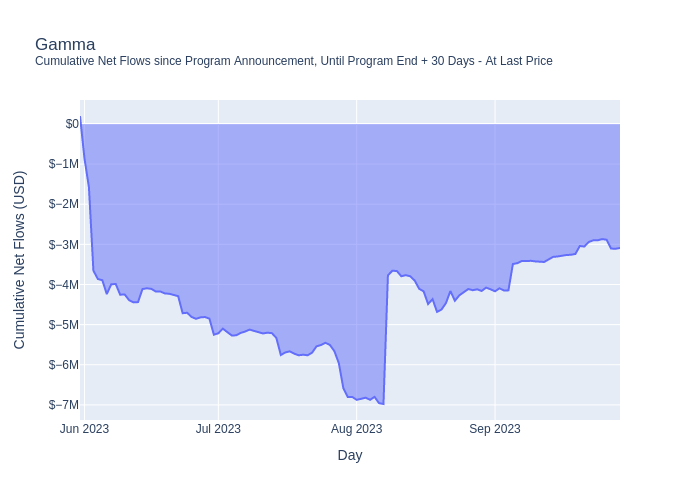 Gamma
Cumulative Net Flows since Program Announcement, Until Program End + 30 Days - At Last Price
$0
$−1M
$−2M
$−3M
$−4M
$−5M
$−6M
$−7M
Cumulative Net Flows (USD)
Jun 2023 Jul 2023 Aug 2023 Sep 2023
Day